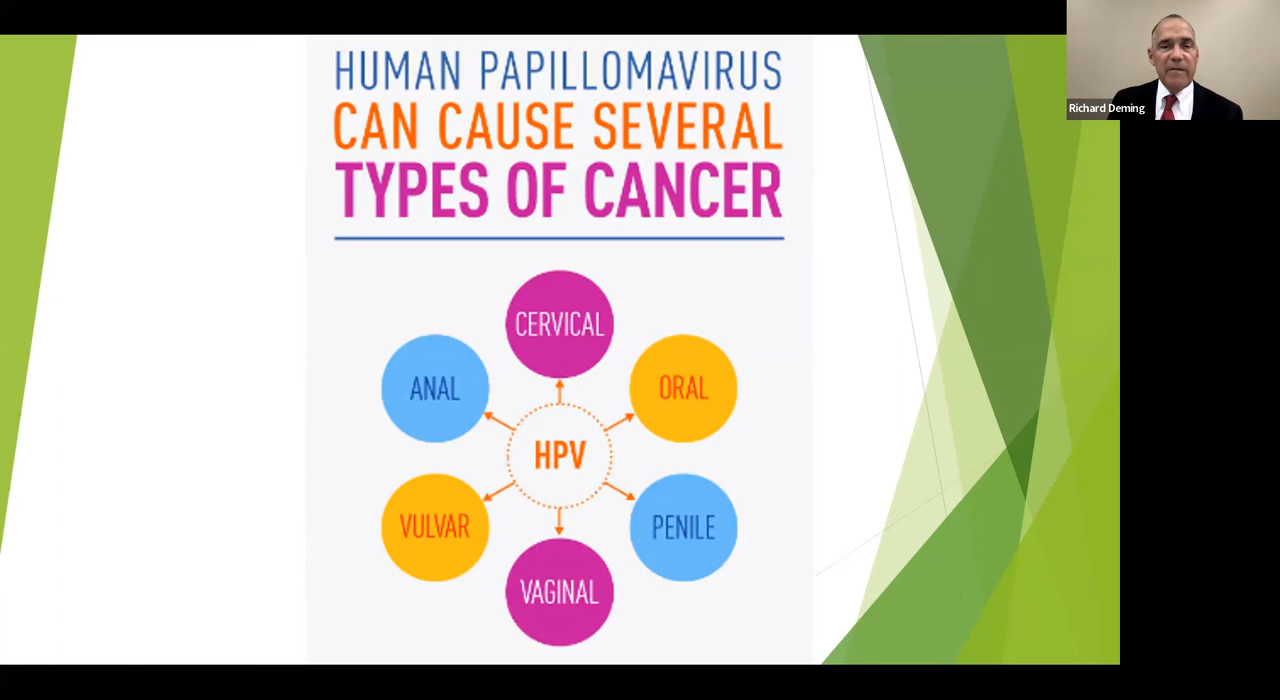 HUMAN PAPILLOMAVIRUS
CAN CAUSE SEVERAL
TYPES OF CANCER
CERVICAL
ANAL
ORAL
HPV
VULVAR
PENILE
VAGINAL
Richard Deming